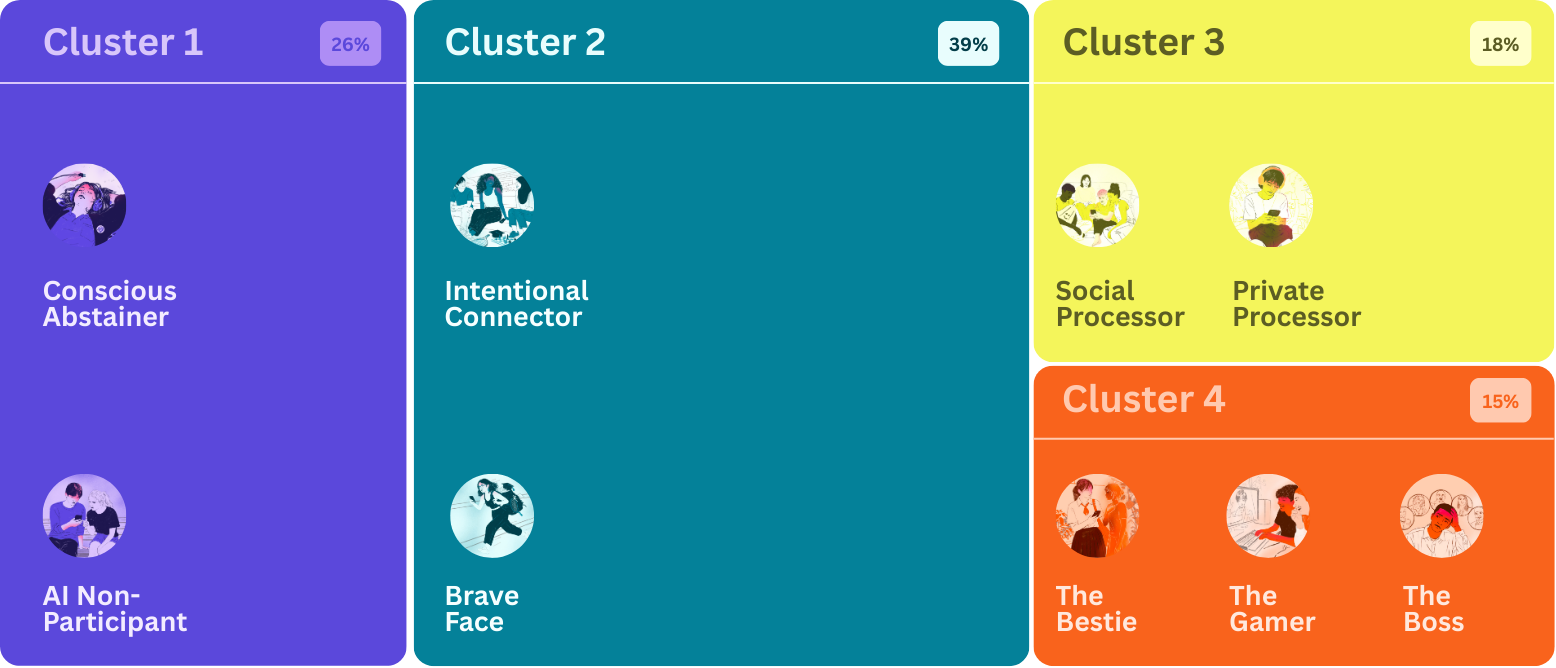 Cluster 1
26%
Conscious
Abstainer
AI Non-
Participant
Cluster 2
39%
Intentional
Connector
Brave
Face
Cluster 3
18%
Social
Processor
Private
Processor
Cluster 4
15%
The
Bestie
The
Gamer
The
Boss